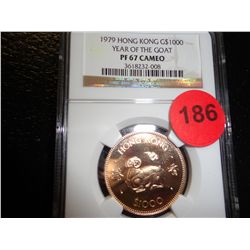 1979 HONG KONG G$1000
YEAR OF THE GOAT
PF 67 CAMEO
3618232-008
186
HONG KONG
$1000